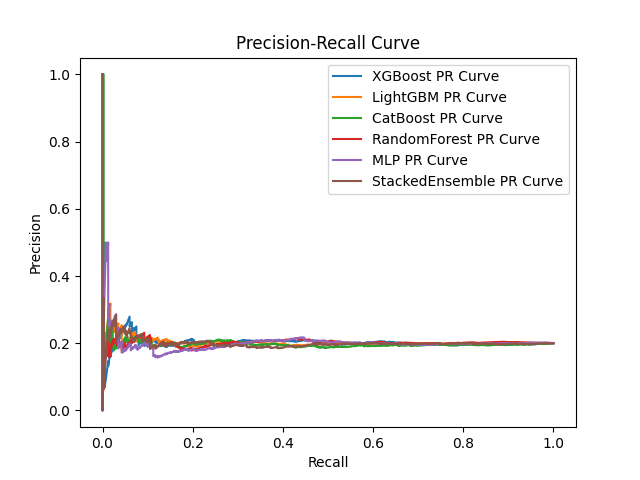 Precision-Recall Curve
XGBoost PR Curve
LightGBM PR Curve
CatBoost PR Curve
RandomForest PR Curve
MLP PR Curve
StackedEnsemble PR Curve
Precision
1.0
0.8
0.6
0.4
0.2
0.0
0.0 0.2 0.4 0.6 0.8 1.0
Recall